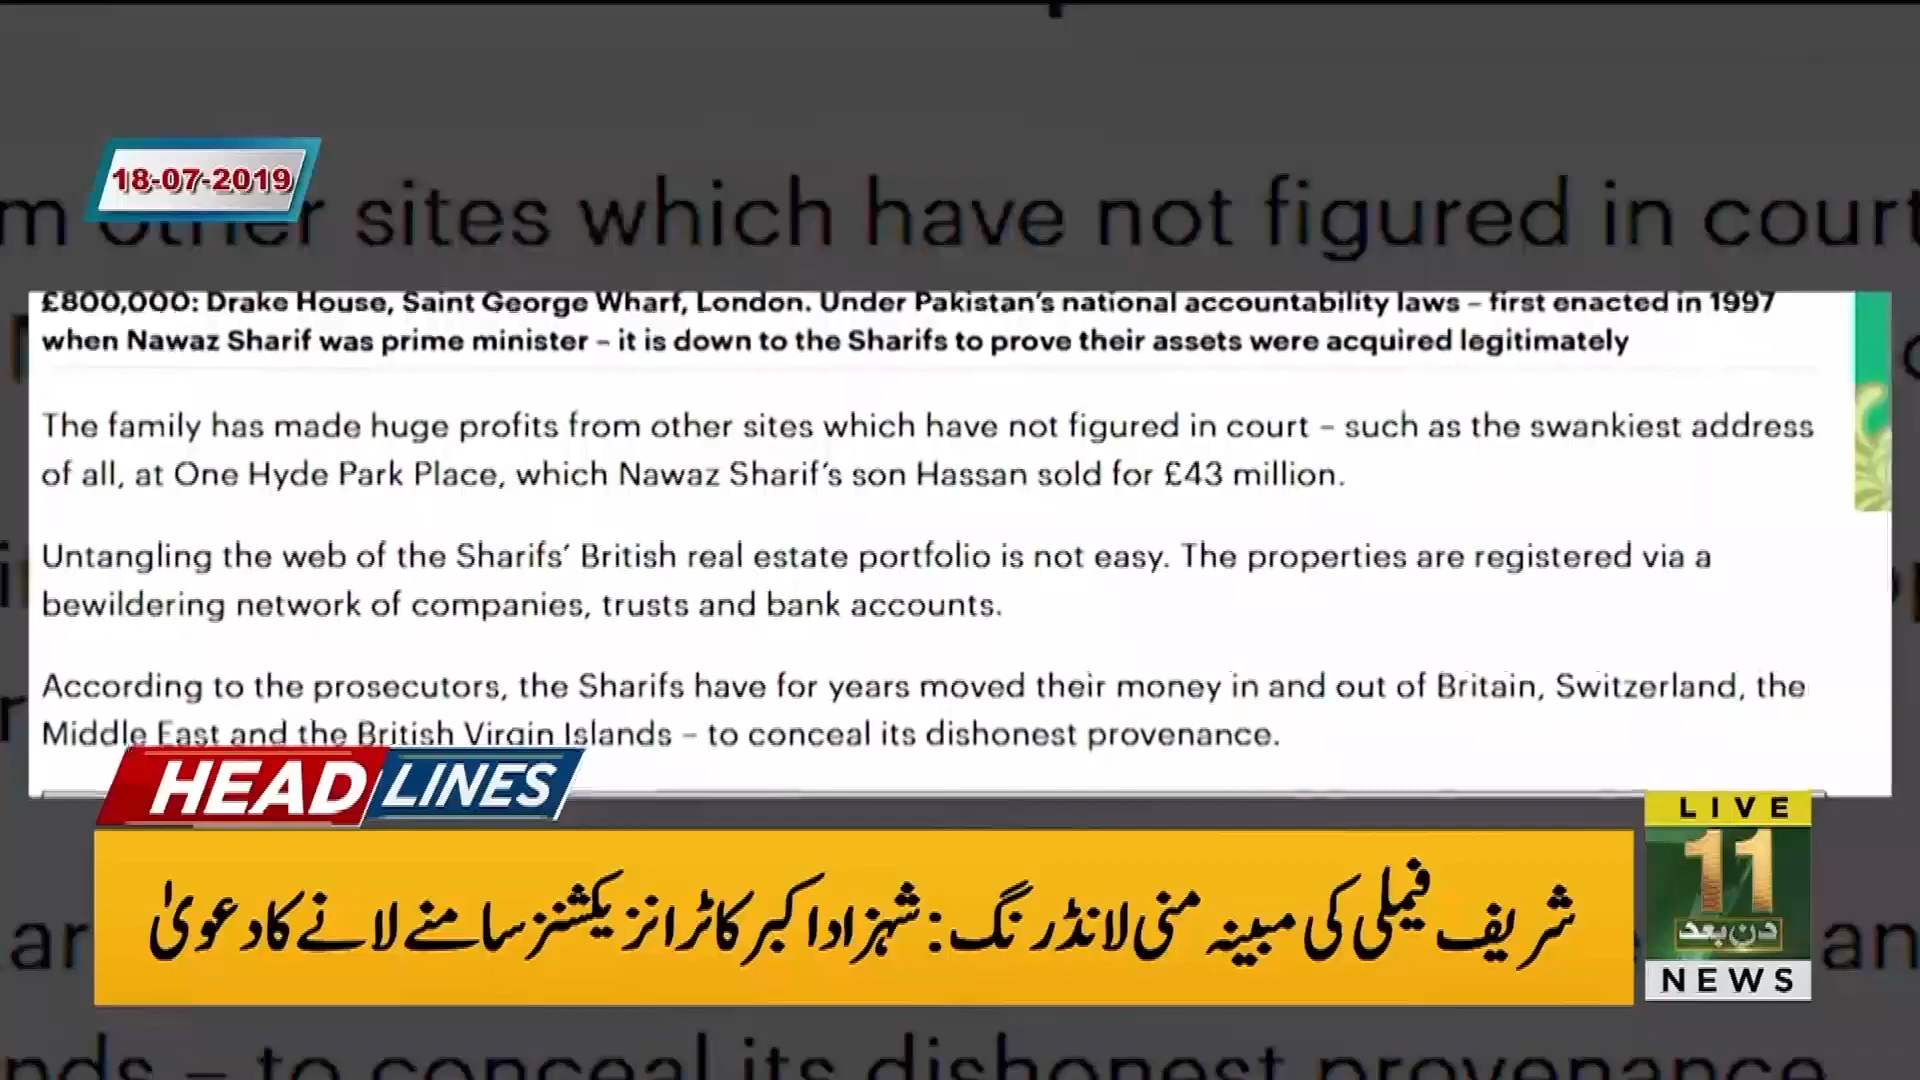 18-07-2019
m other sites which have not figured in court
£800,000: Drake House, Saint George Wharf, London. Under Pakistan's national accountability laws – first enacted in 1997
when Nawaz Sharif was prime minister – it is down to the Sharifs to prove their assets were acquired legitimately
The family has made huge profits from other sites which have not figured in court – such as the swankiest address
of all, at One Hyde Park Place, which Nawaz Sharif's son Hassan sold for £43 million.
Untangling the web of the Sharifs' British real estate portfolio is not easy. The properties are registered via a
bewildering network of companies, trusts and bank accounts.
According to the prosecutors, the Sharifs have for years moved their money in and out of Britain, Switzerland, the
Middle East and the British Virgin Islands – to conceal its dishonest provenance.
HEADLINES
LIVE
11
دن بعد
NEWS
شریف فیملی کی مبینہ منی لانڈرنگ: شہزاد اکبر کا ٹرانزیکشنز سامنے لانے کا دعویٰ
nds – to conceal its dishonest provenance